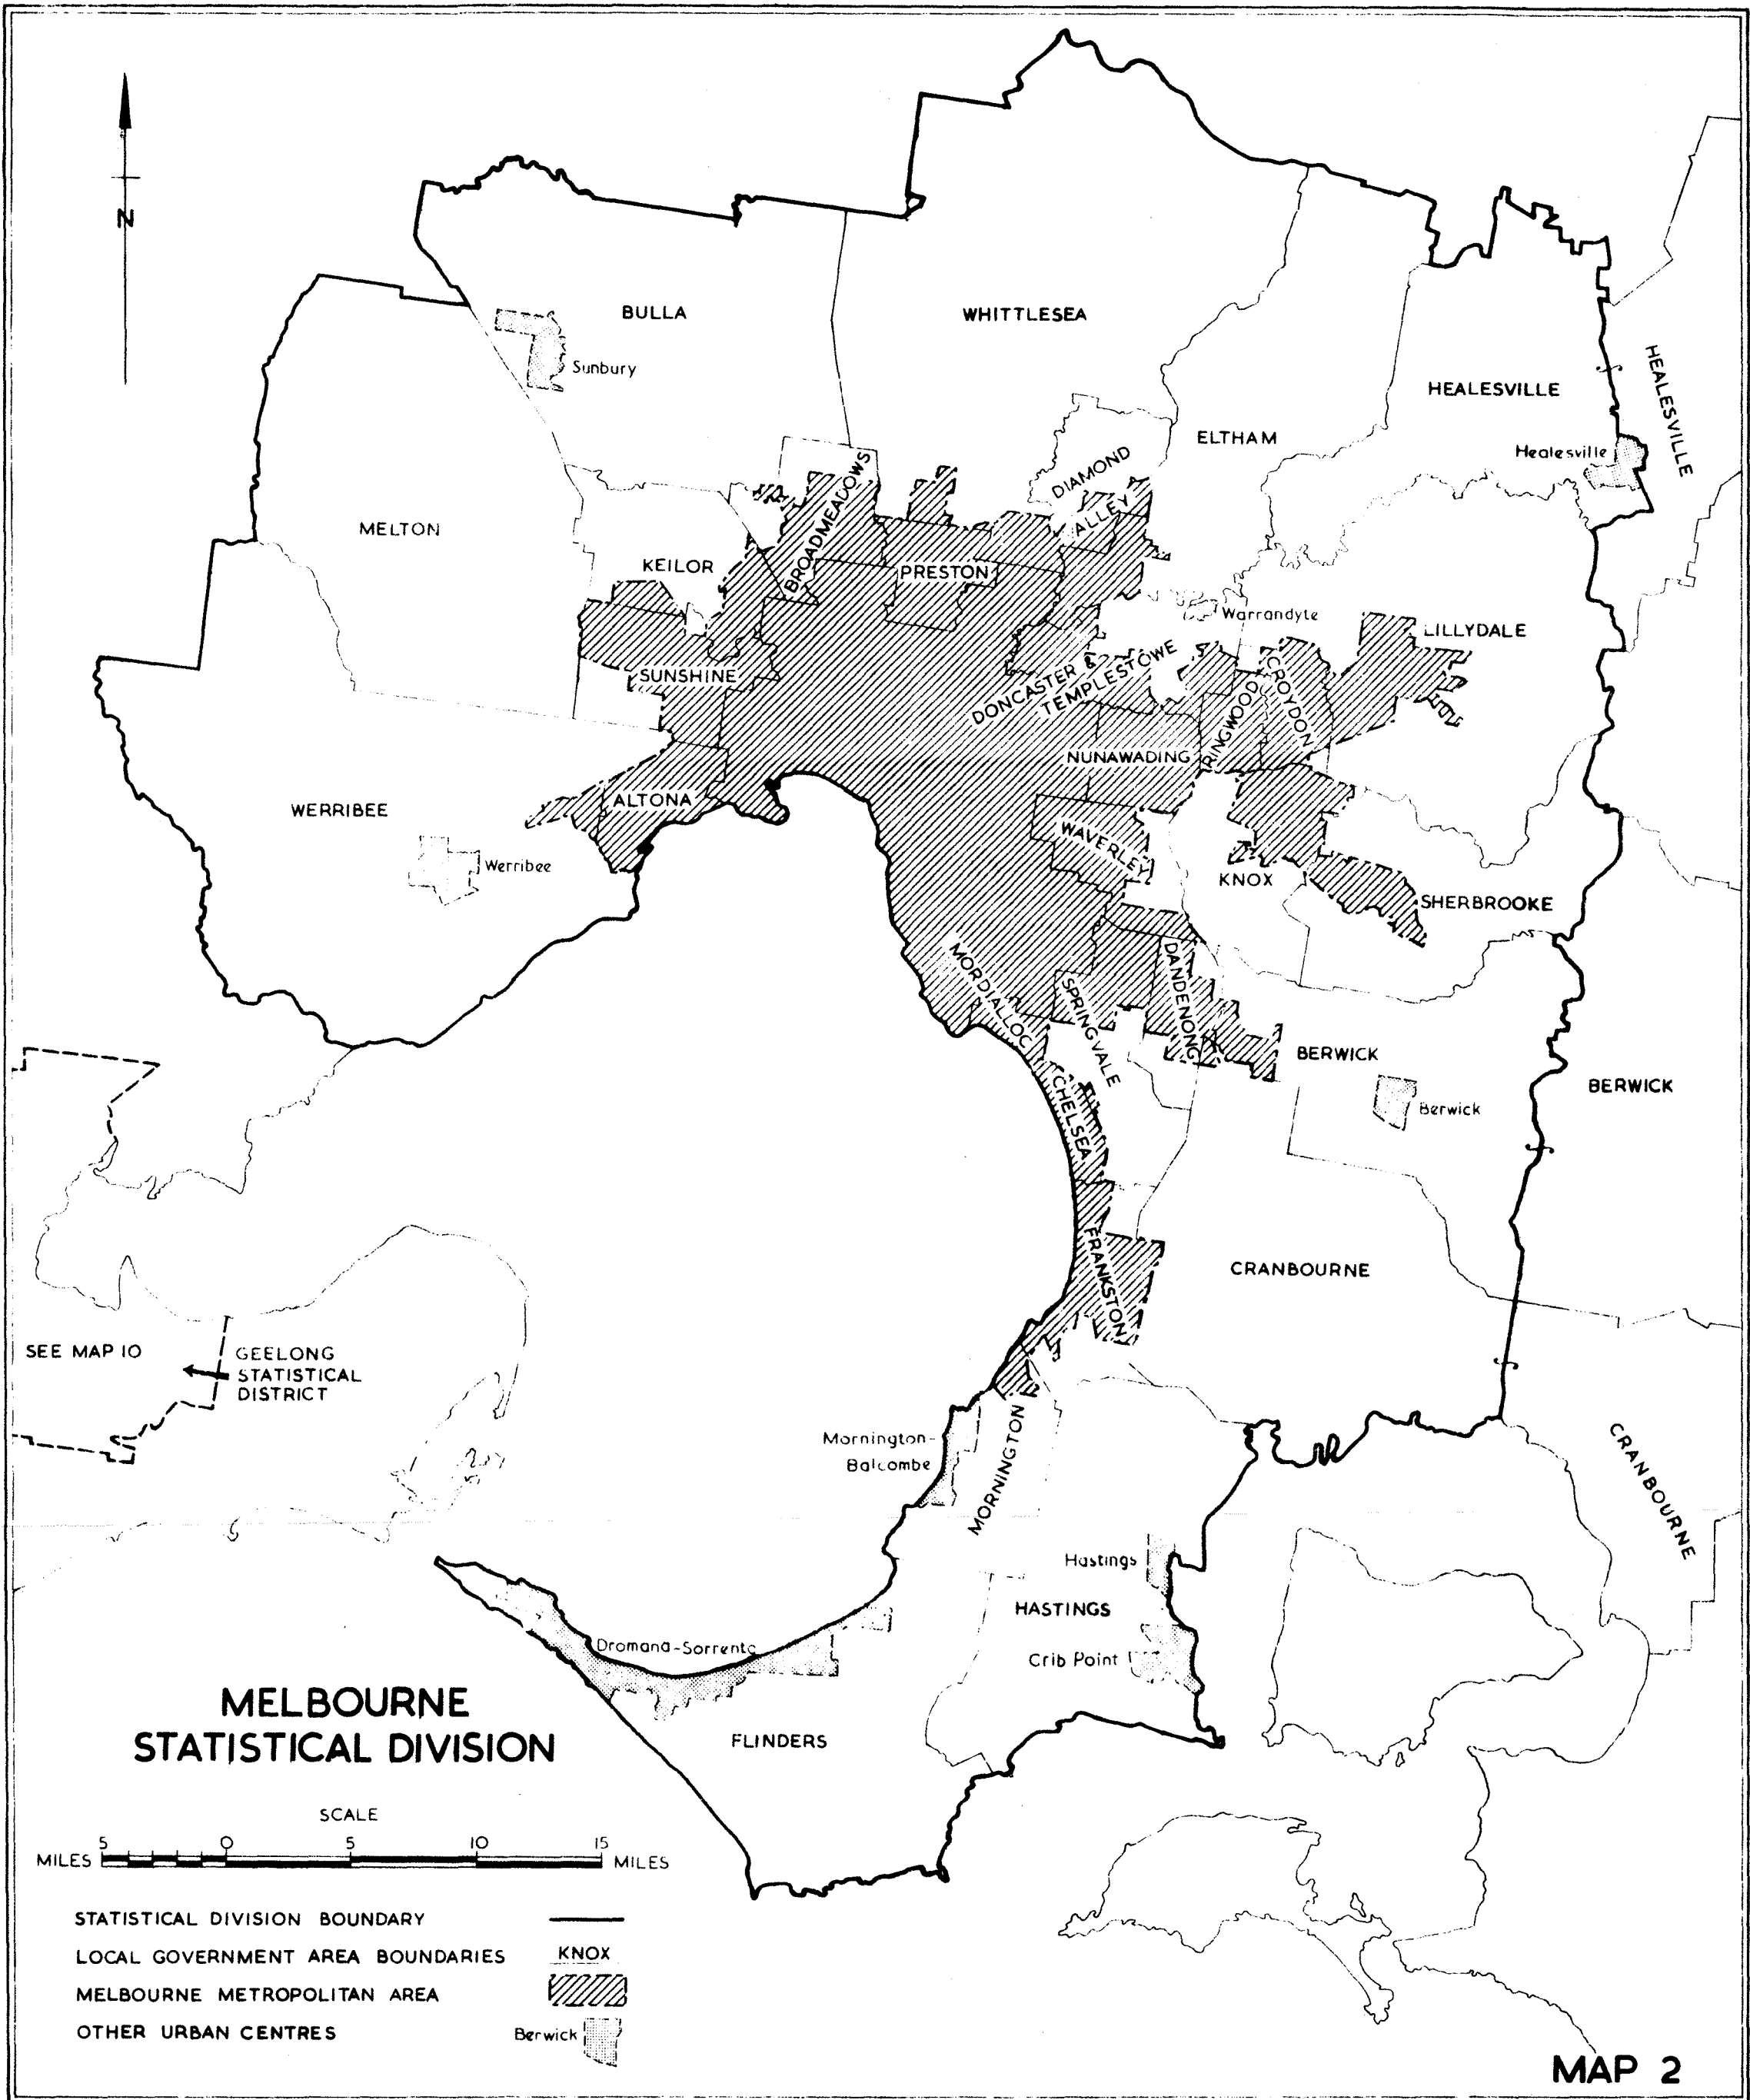 N
BULLA
WHITTLESEA
Sunbury
HEALESVILLE
HEALESVILLE
ELTHAM
Healesville
MELTON
DIAMOND
VALLEY
BROADMEADOWS
KEILOR
PRESTON
Warrandyte
LILLYDALE
SUNSHINE
DONCASTER &
TEMPLESTOWE
RINGWOOD
CROYDON
NUNAWADING
WERRIBEE
ALTONA
WAVERLEY
Werribee
KNOX
SHERBROOKE
MORDIALLOC
SPRINGVALE
DANDENONG
BERWICK
BERWICK
Berwick
CHELSEA
FRANKSTON
CRANBOURNE
SEE MAP 10
GEELONG
STATISTICAL
DISTRICT
Mornington-
Balcombe
MORNINGTON
CRANBOURNE
Hastings
HASTINGS
Crib Point
Dromana-Sorrento
FLINDERS
MELBOURNE
STATISTICAL DIVISION
SCALE
5 0 5 10 15
MILES MILES
STATISTICAL DIVISION BOUNDARY
LOCAL GOVERNMENT AREA BOUNDARIES KNOX
MELBOURNE METROPOLITAN AREA
OTHER URBAN CENTRES Berwick
MAP 2